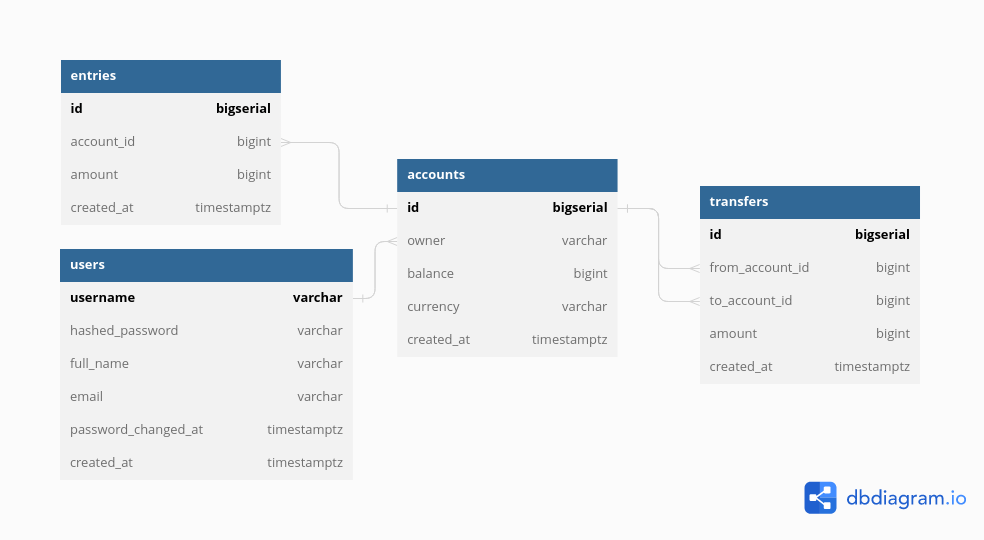 entries
id bigserial
account_id bigint
amount bigint
created_at timestamptz
users
username varchar
hashed_password varchar
full_name varchar
email varchar
password_changed_at timestamptz
created_at timestamptz
accounts
id bigserial
owner varchar
balance bigint
currency varchar
created_at timestamptz
transfers
id bigserial
from_account_id bigint
to_account_id bigint
amount bigint
created_at timestamptz
dbdiagram.io